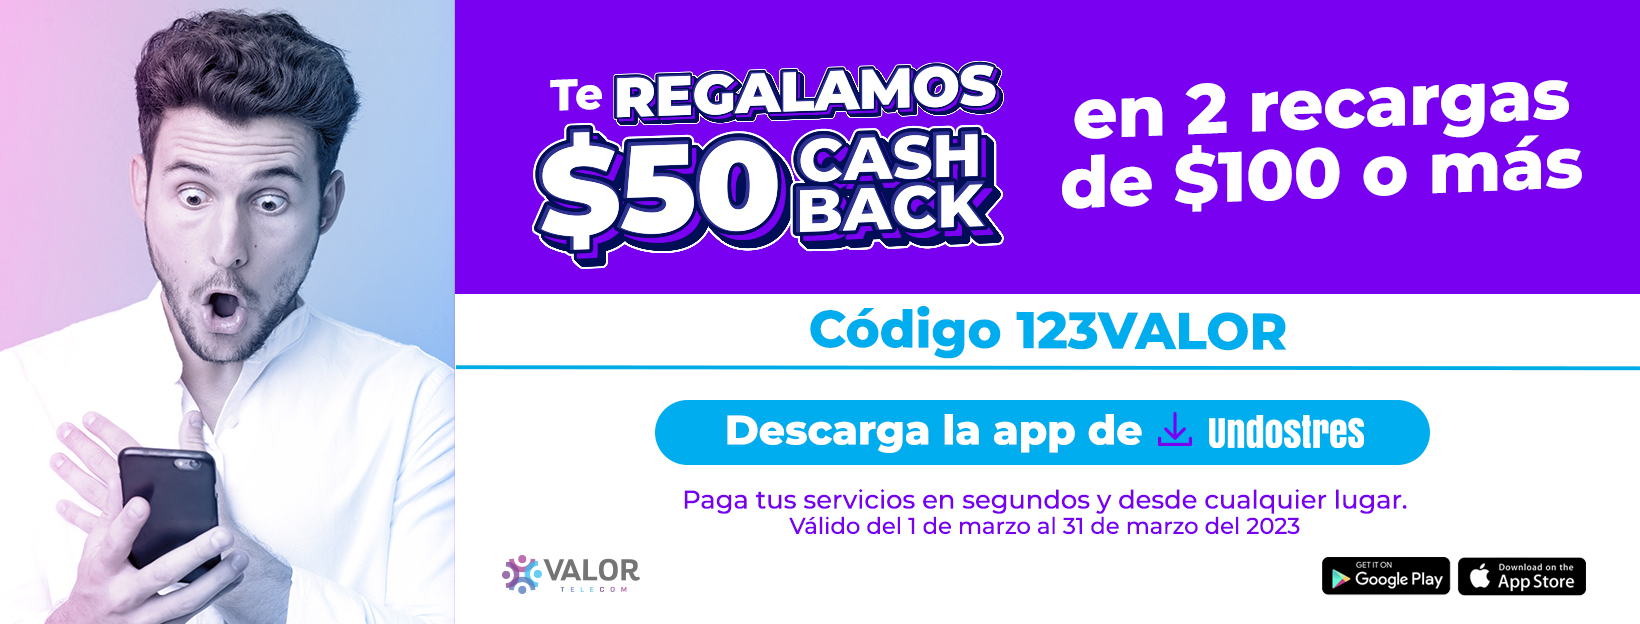 Te REGALAMOS
$50 CASH BACK
en 2 recargas
de $100 o más
Código 123VALOR
Descarga la app de UndostreS
Paga tus servicios en segundos y desde cualquier lugar.
Válido del 1 de marzo al 31 de marzo del 2023
VALOR
TELECOM
GET IT ON
Google Play
Download on the
App Store